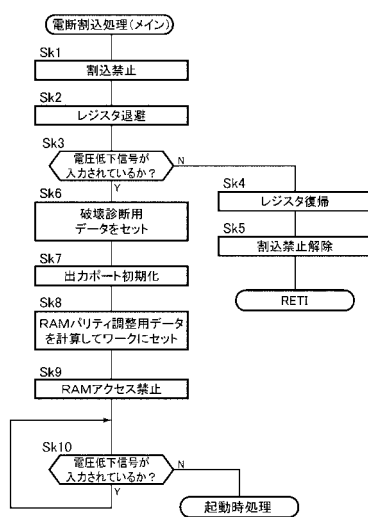 電断割込処理(メイン)
Sk1
割込禁止
Sk2
レジスタ退避
Sk3
電圧低下信号が
入力されているか？
N
Y
Sk4
レジスタ復帰
Sk5
割込禁止解除
RETI
Sk6
破壊診断用
データをセット
Sk7
出力ポート初期化
Sk8
RAMパリティ調整用データ
を計算してワークにセット
Sk9
RAMアクセス禁止
Sk10
電圧低下信号が
入力されているか？
N
Y
起動時処理